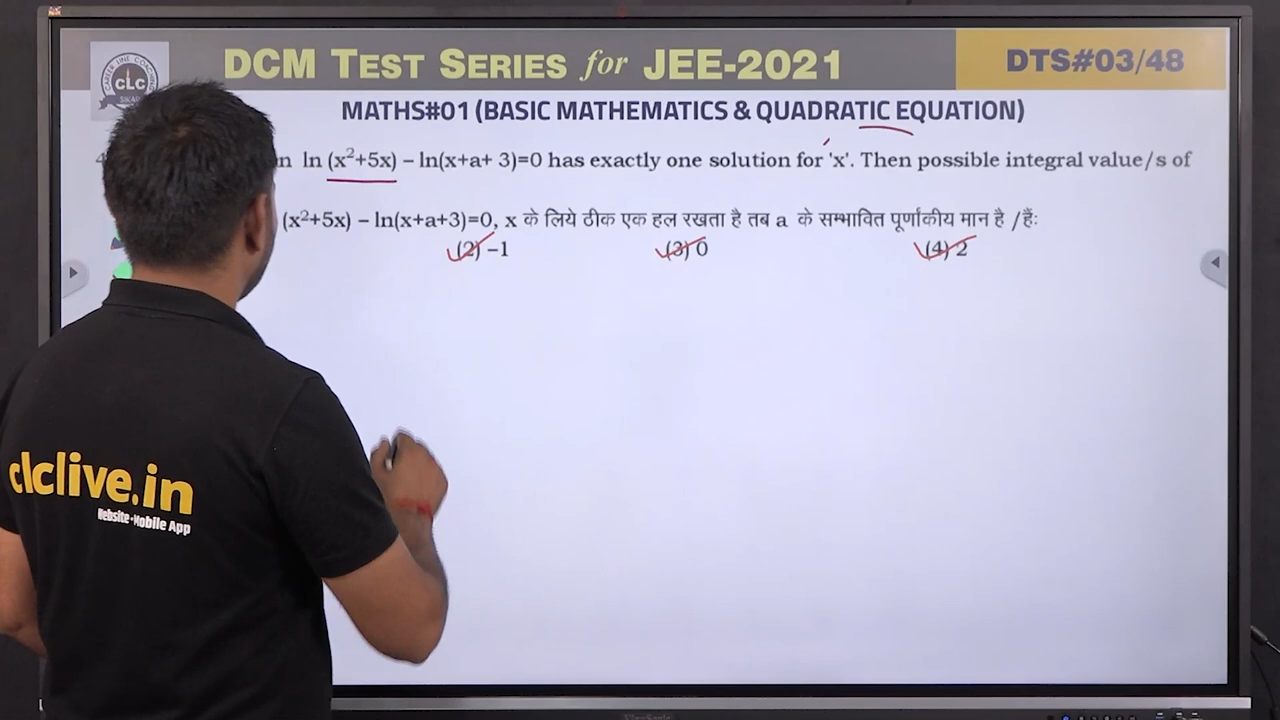 DCM TEST SERIES for JEE-2021
DTS#03/48
CLC
MATHS#01 (BASIC MATHEMATICS & QUADRATIC EQUATION)
ln (x²+5x) – ln(x+a+ 3)=0 has exactly one solution for 'x'. Then possible integral value/s of
(x²+5x) – ln(x+a+3)=0, x के लिये ठीक एक हल रखता है तब a के सम्भावित पूर्णांकीय मान है /हैं:
(2) –1 (3) 0 (4) 2
clclive.in
Website•Mobile App